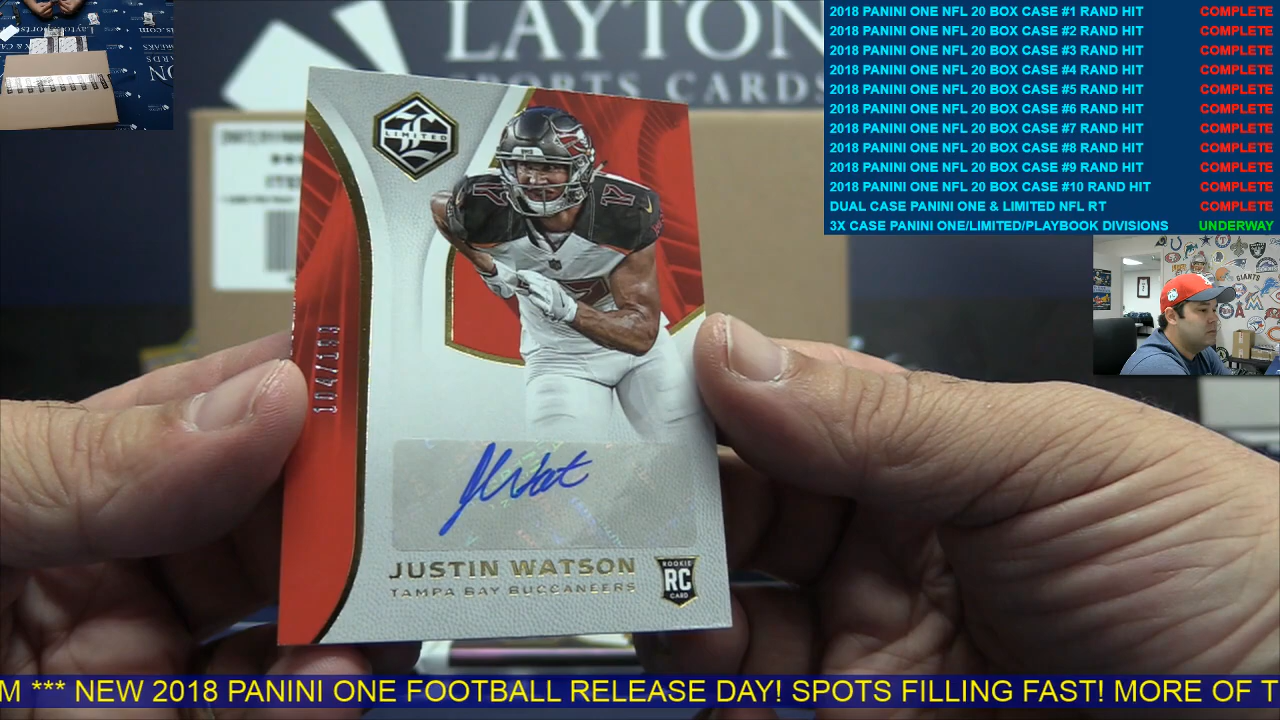 LAYTON
SPORTS CARDS
2018 PANINI ONE NFL 20 BOX CASE #1 RAND HIT COMPLETE
2018 PANINI ONE NFL 20 BOX CASE #2 RAND HIT COMPLETE
2018 PANINI ONE NFL 20 BOX CASE #3 RAND HIT COMPLETE
2018 PANINI ONE NFL 20 BOX CASE #4 RAND HIT COMPLETE
2018 PANINI ONE NFL 20 BOX CASE #5 RAND HIT COMPLETE
2018 PANINI ONE NFL 20 BOX CASE #6 RAND HIT COMPLETE
2018 PANINI ONE NFL 20 BOX CASE #7 RAND HIT COMPLETE
2018 PANINI ONE NFL 20 BOX CASE #8 RAND HIT COMPLETE
2018 PANINI ONE NFL 20 BOX CASE #9 RAND HIT COMPLETE
2018 PANINI ONE NFL 20 BOX CASE #10 RAND HIT COMPLETE
DUAL CASE PANINI ONE & LIMITED NFL RT COMPLETE
3X CASE PANINI ONE/LIMITED/PLAYBOOK DIVISIONS UNDERWAY
LIMITED
17
GIANTS
JUSTIN WATSON
TAMPA BAY BUCCANEERS
ROOKIE
RC
CARD
M *** NEW 2018 PANINI ONE FOOTBALL RELEASE DAY! SPOTS FILLING FAST! MORE OF T